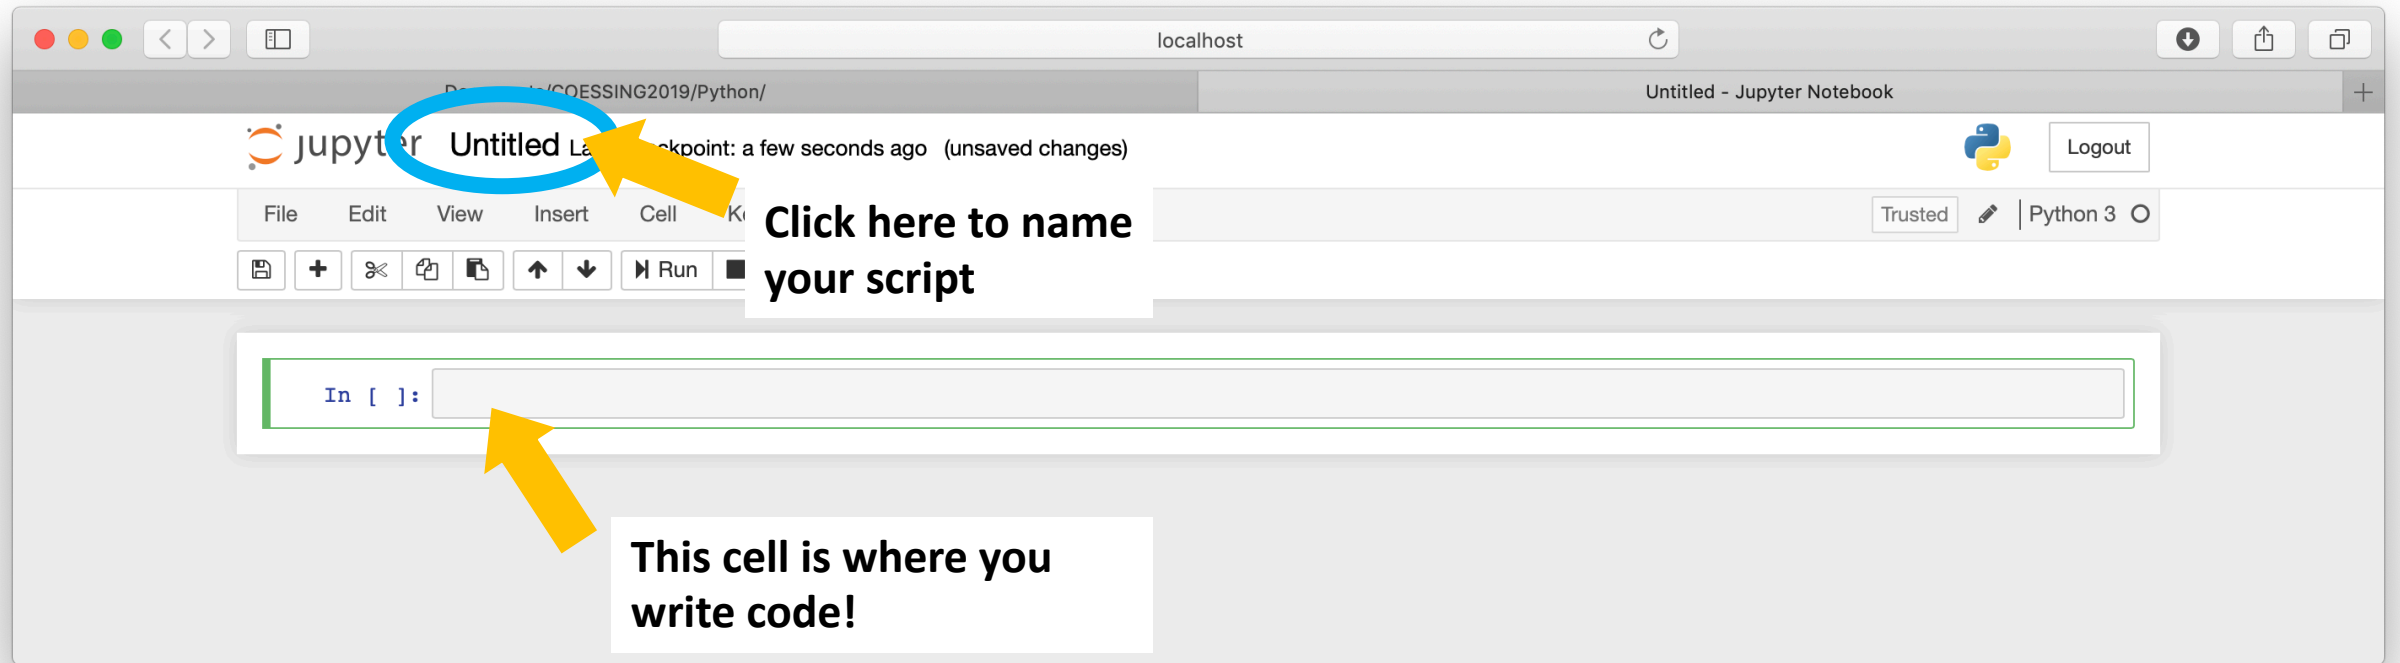 localhost
/COESSING2019/Python/
Untitled - Jupyter Notebook
jupyter Untitled checkpoint: a few seconds ago (unsaved changes)
Logout
File Edit View Insert Cell
Trusted Python 3
Run
Click here to name
your script
In [ ]:
This cell is where you
write code!